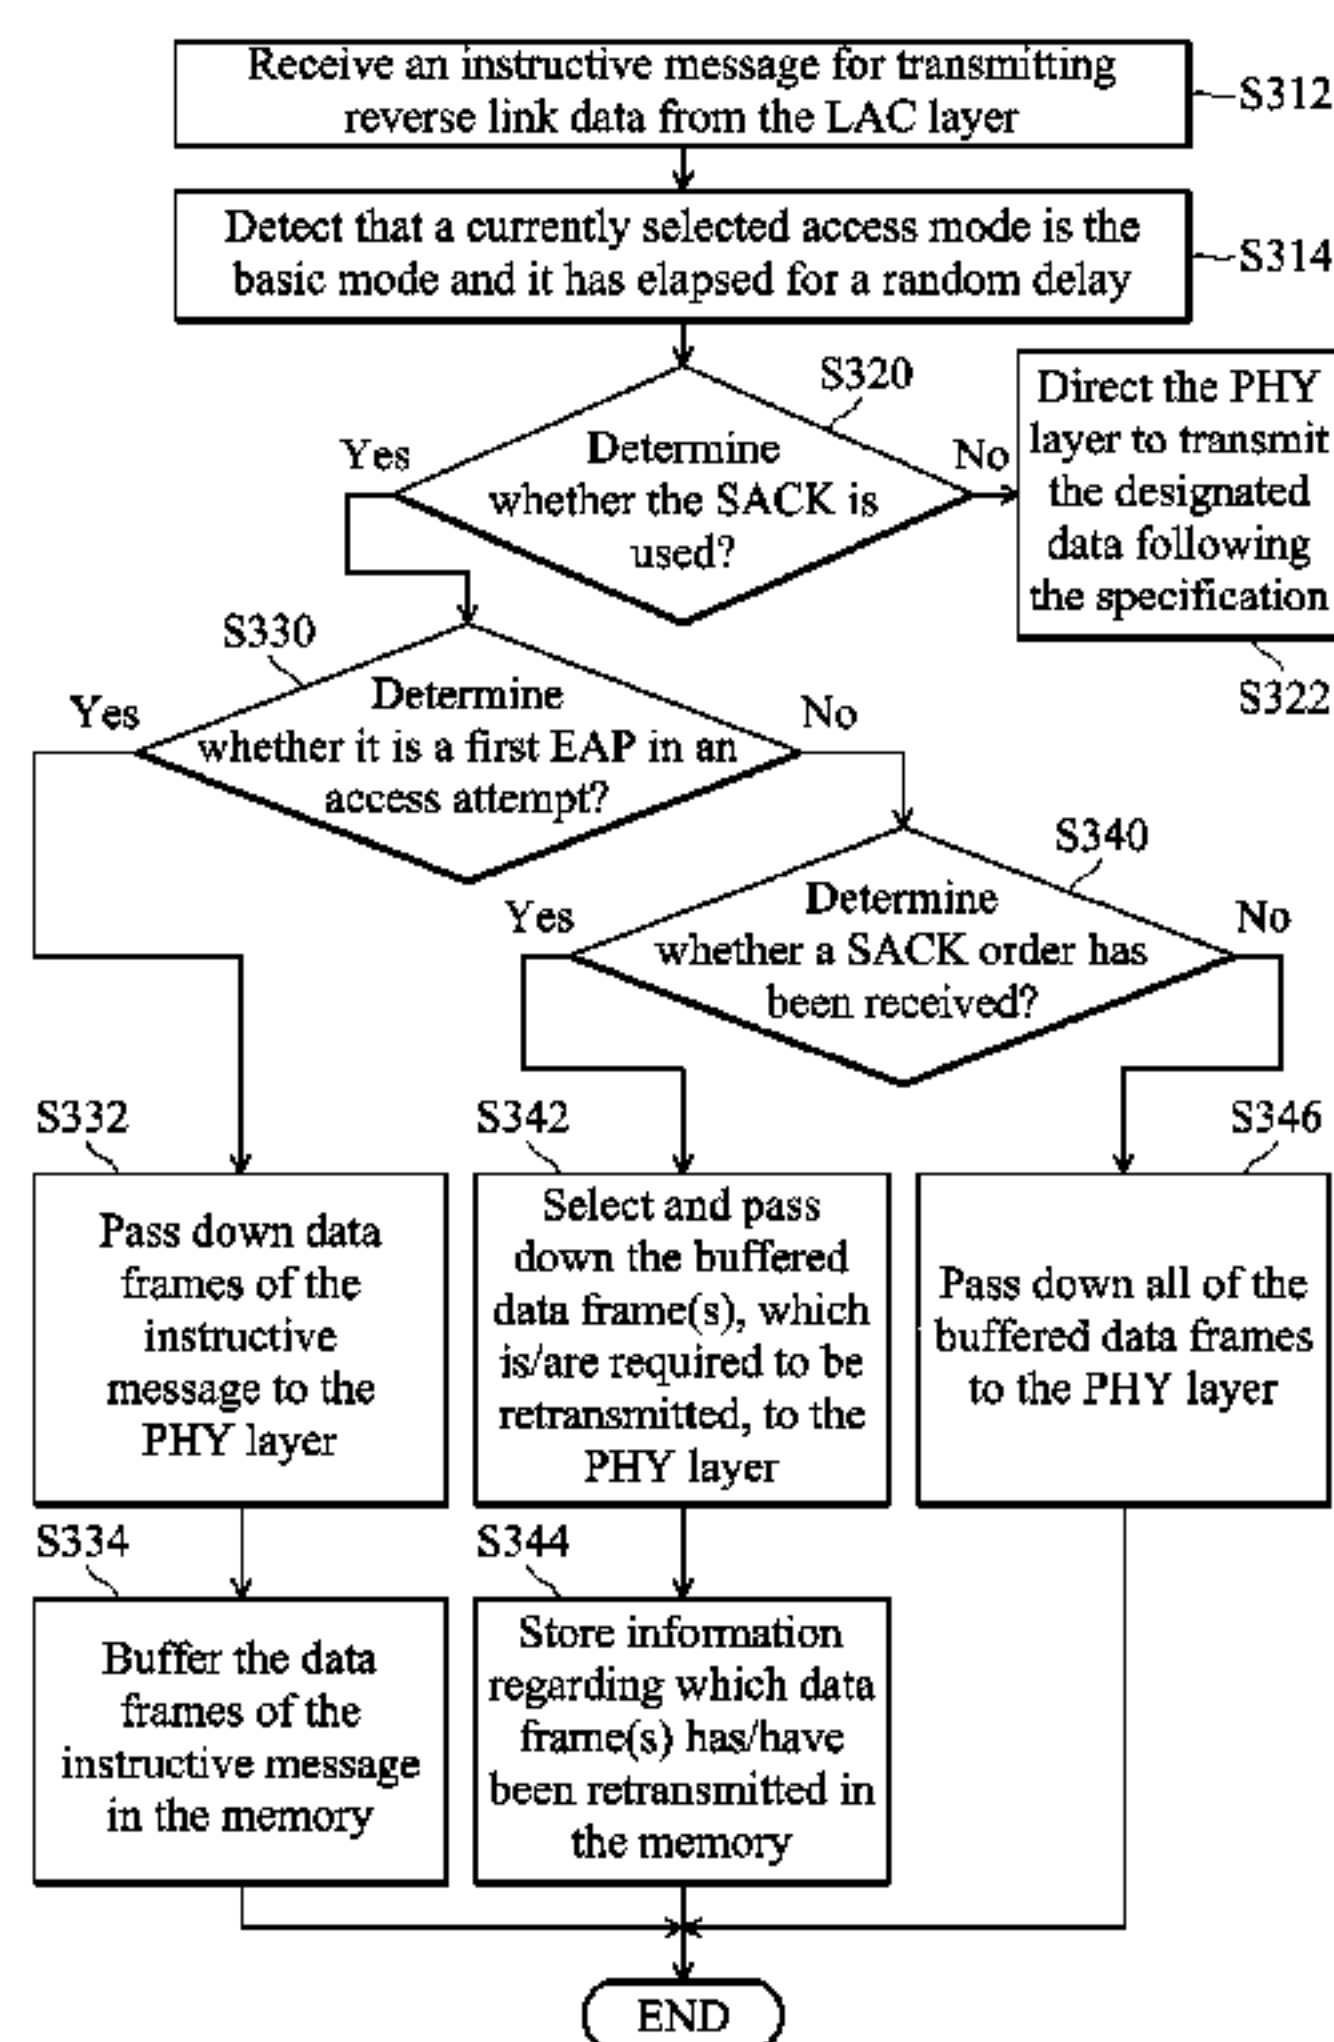 Receive an instructive message for transmitting
reverse link data from the LAC layer
S312
Detect that a currently selected access mode is the
basic mode and it has elapsed for a random delay
S314
S320
Determine
whether the SACK is
used?
Yes
No
Direct the PHY
layer to transmit
the designated
data following
the specification
S322
S330
Determine
whether it is a first EAP in an
access attempt?
Yes
No
S340
Determine
whether a SACK order has
been received?
Yes
No
S332
Pass down data
frames of the
instructive
message to the
PHY layer
S342
Select and pass
down the buffered
data frame(s), which
is/are required to be
retransmitted, to the
PHY layer
S346
Pass down all of the
buffered data frames
to the PHY layer
S334
Buffer the data
frames of the
instructive message
in the memory
S344
Store information
regarding which data
frame(s) has/have
been retransmitted in
the memory
END